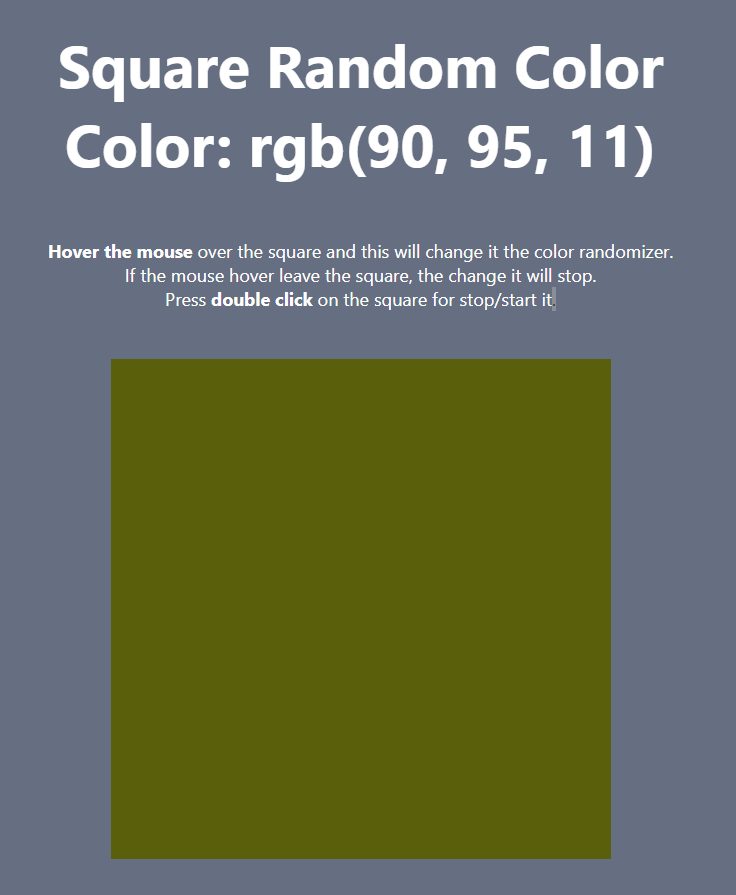 Square Random Color
Color: rgb(90, 95, 11)
Hover the mouse over the square and this will change it the color randomizer.
If the mouse hover leave the square, the change it will stop.
Press double click on the square for stop/start it.